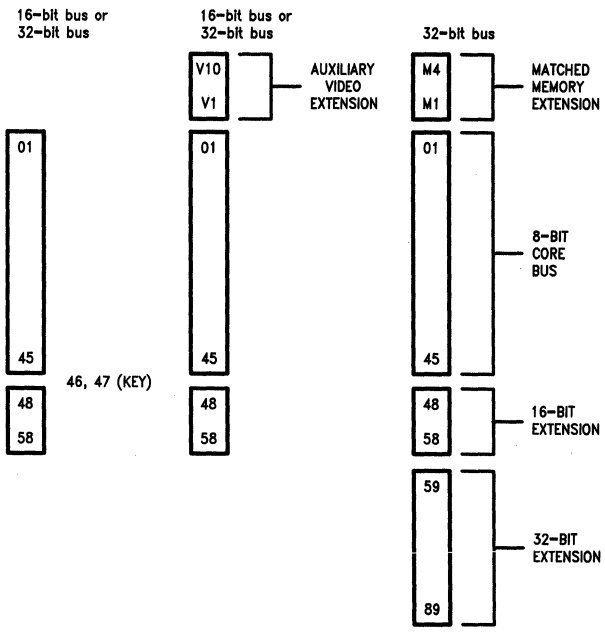 16-bit bus or
32-bit bus
16-bit bus or
32-bit bus
32-bit bus
V10
V1
AUXILIARY
VIDEO
EXTENSION
M4
M1
MATCHED
MEMORY
EXTENSION
01
01
01
8-BIT
CORE
BUS
45
45
45
46, 47 (KEY)
48
48
48
58
58
58
16-BIT
EXTENSION
59
89
32-BIT
EXTENSION